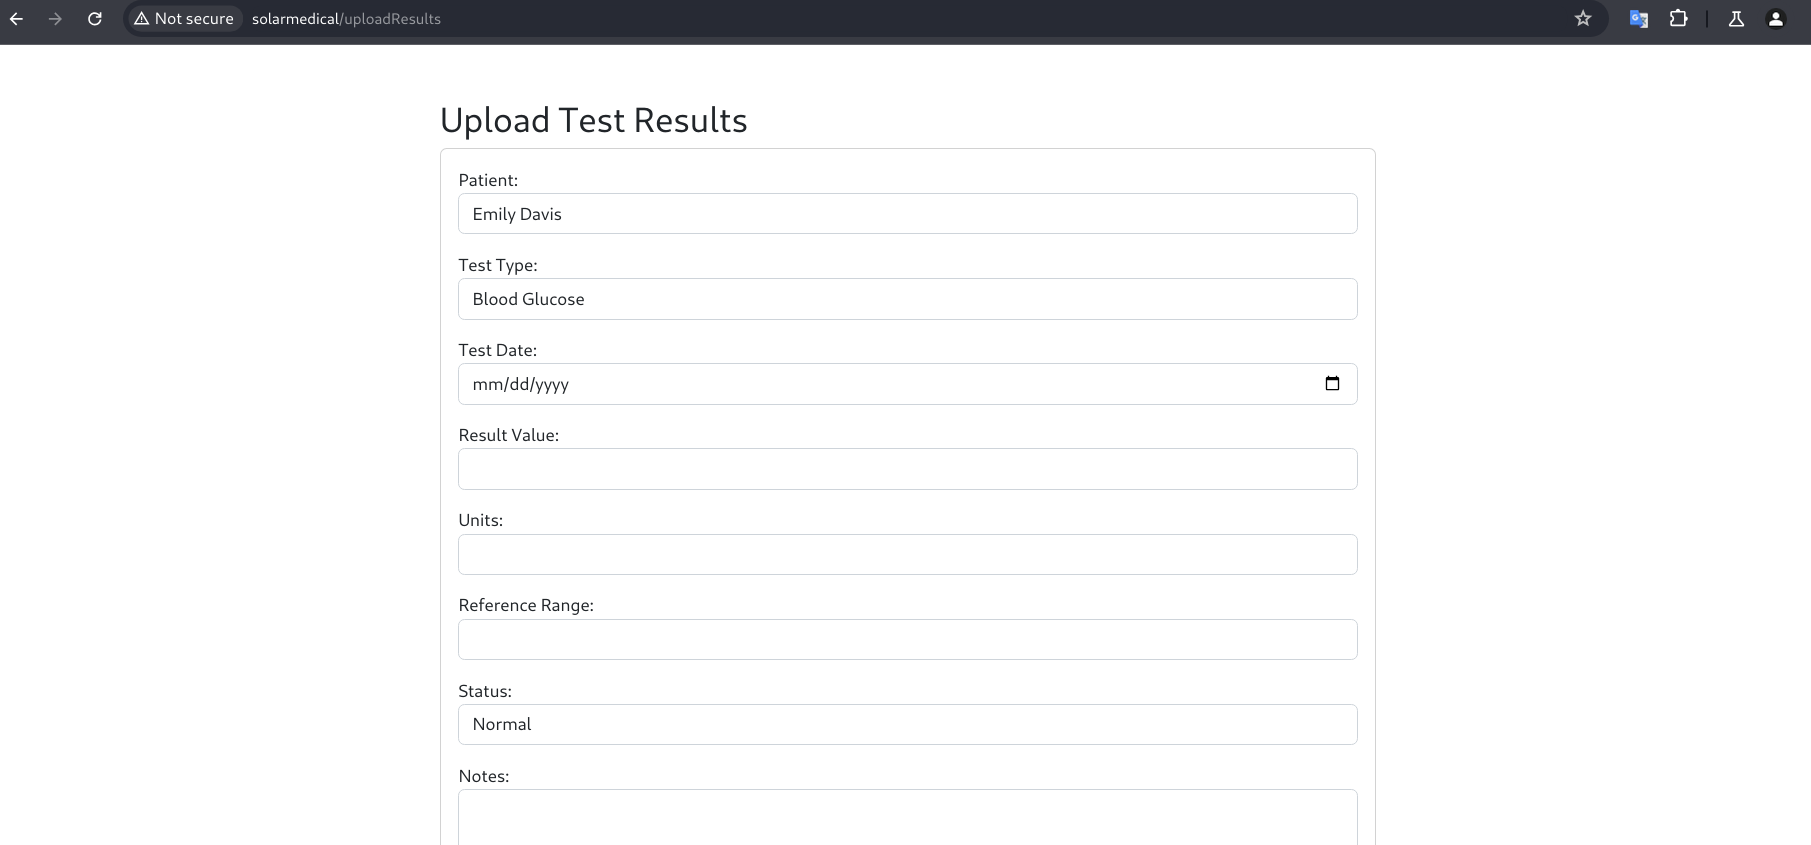 Not secure solarmedical/uploadResults
Upload Test Results
Patient:
Emily Davis
Test Type:
Blood Glucose
Test Date:
mm/dd/yyyy
Result Value:
Units:
Reference Range:
Status:
Normal
Notes: